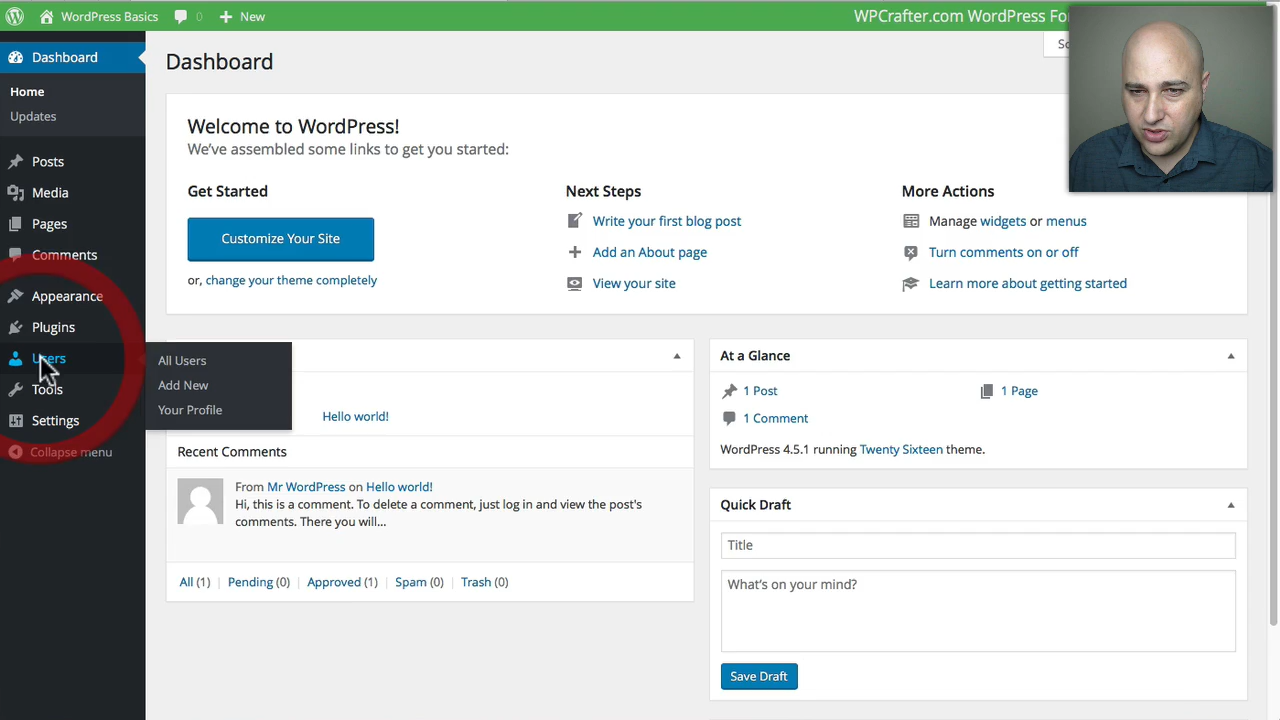 WordPress Basics 0 New
WPCrafter.com WordPress Fo
Dashboard
Home
Updates
Posts
Media
Pages
Comments
Appearance
Plugins
Users
Tools
Settings
Collapse menu
All Users
Add New
Your Profile
Dashboard
Welcome to WordPress!
We've assembled some links to get you started:
Get Started
Customize Your Site
or, change your theme completely
Next Steps
Write your first blog post
Add an About page
View your site
More Actions
Manage widgets or menus
Turn comments on or off
Learn more about getting started
Hello world!
Recent Comments
From Mr WordPress on Hello world!
Hi, this is a comment. To delete a comment, just log in and view the post's
comments. There you will...
All (1) | Pending (0) | Approved (1) | Spam (0) | Trash (0)
At a Glance
1 Post
1 Page
1 Comment
WordPress 4.5.1 running Twenty Sixteen theme.
Quick Draft
Title
What's on your mind?
Save Draft